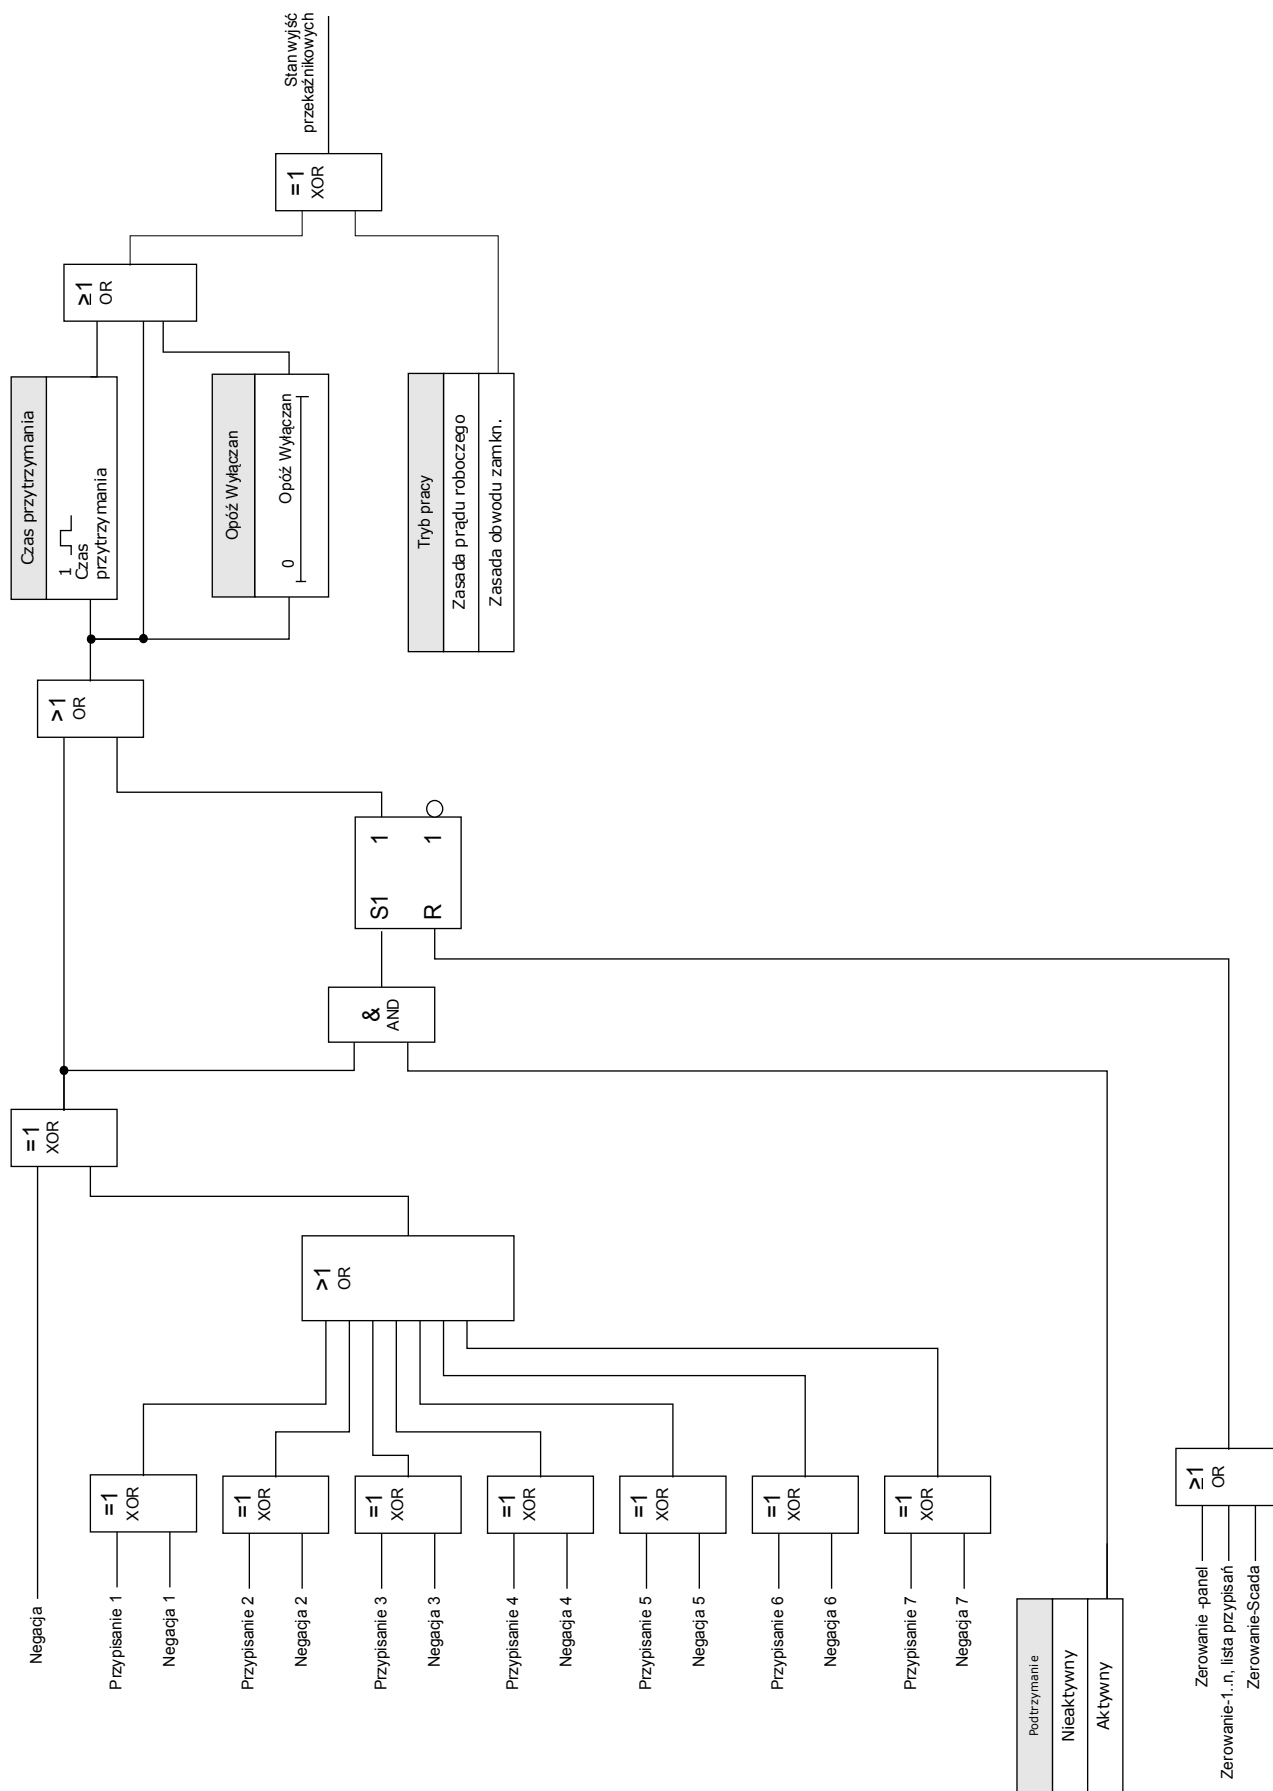 Negacja
Przypisanie 1
Negacja 1
Przypisanie 2
Negacja 2
Przypisanie 3
Negacja 3
Przypisanie 4
Negacja 4
Przypisanie 5
Negacja 5
Przypisanie 6
Negacja 6
Przypisanie 7
Negacja 7
Podtrzymanie
Nieaktywny
Aktywny
Zerowanie -panel
Zerowanie-1..n, lista przypisań
Zerowanie-Scada
=1
XOR
=1
XOR
=1
XOR
=1
XOR
=1
XOR
=1
XOR
=1
XOR
≥1
OR
>1
OR
=1
XOR
&
AND
S1
1
R
1
>1
OR
Czas przytrzymania
1
Czas
przytrzymania
Opóź Wyłączan
0
Opóź Wyłączan
Tryb pracy
Zasada prądu roboczego
Zasada obwodu zamkn.
≥1
OR
=1
XOR
Stan wyjść
przekaźnikowych